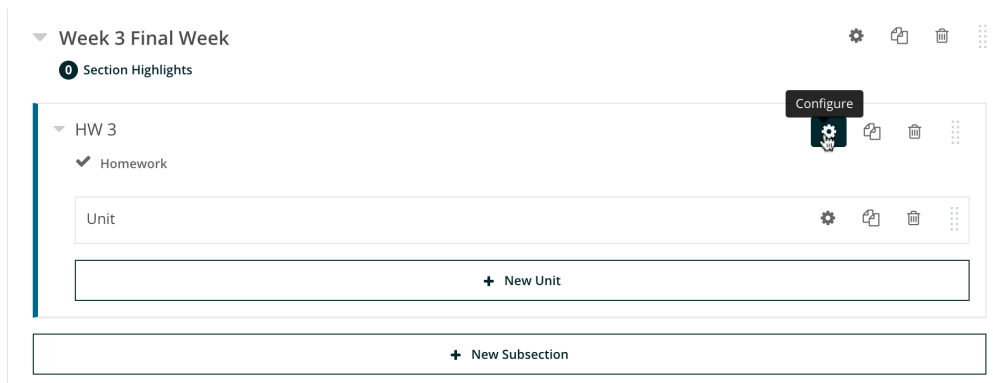 Week 3 Final Week
0 Section Highlights
Configure
HW 3
Homework
Unit
+ New Unit
+ New Subsection